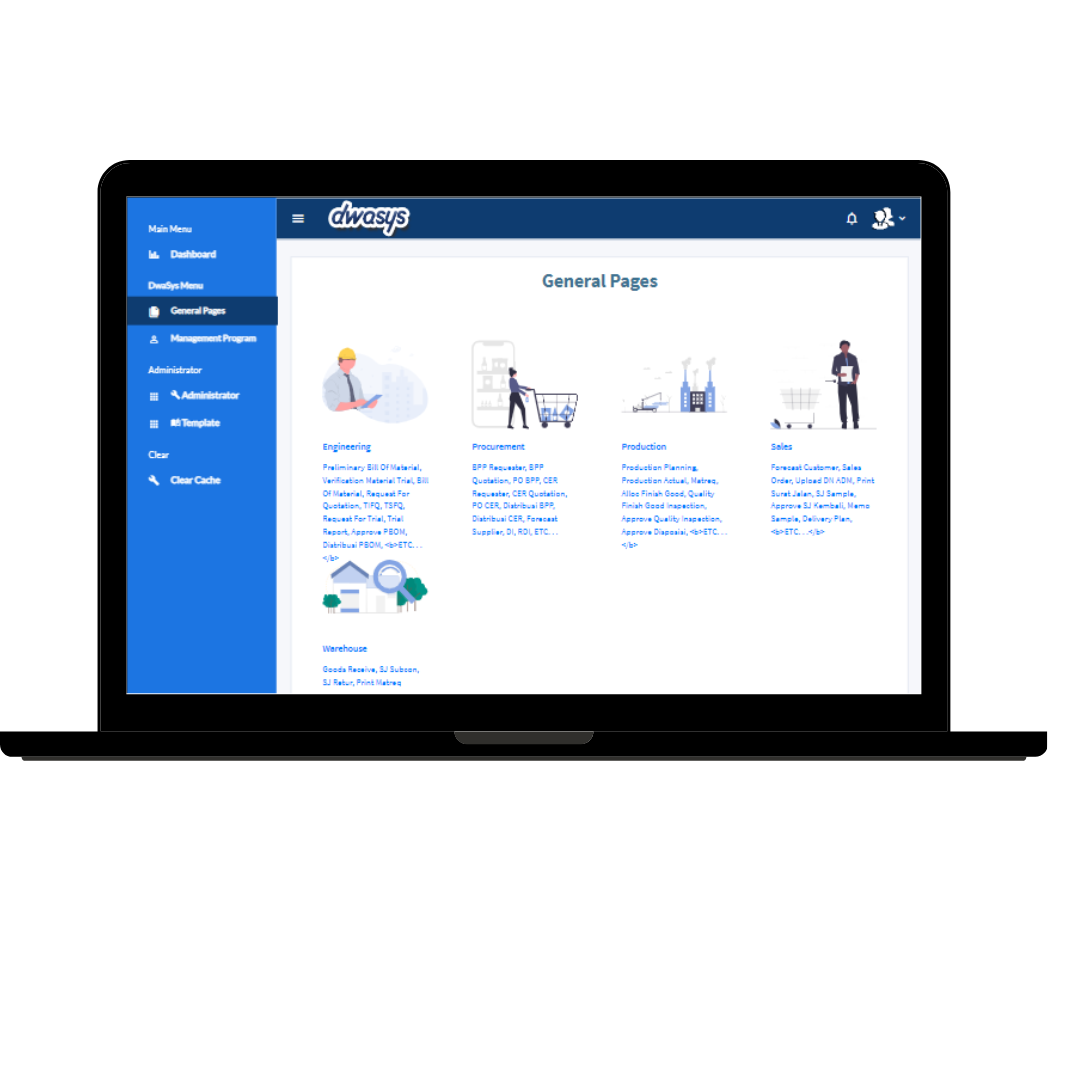 dwasys
Main Menu
Dashboard
DwaSys Menu
General Pages
Management Program
Administrator
Administrator
Template
Clear
Clear Cache
General Pages
Engineering
Preliminary Bill Of Material,
Verification Material Trial, Bill
Of Material, Request For
Quotation, TIFQ, TSFQ,
Request For Trial, Trial
Report, Approve PBOM,
Distribusi PBOM, <b>ETC...
</b>
Procurement
BPP Requester, BPP
Quotation, PO BPP, CER
Requester, CER Quotation,
PO CER, Distribusi BPP,
Distribusi CER, Forecast
Supplier, DI, RDI, ETC...
Production
Production Planning,
Production Actual, Matreq,
Alloc Finish Good, Quality
Finish Good Inspection,
Approve Quality Inspection,
Approve Disposisi, <b>ETC...
</b>
Sales
Forecast Customer, Sales
Order, Upload DN ADM, Print
Surat Jalan, SJ Sample,
Approve SJ Kembali, Memo
Sample, Delivery Plan,
<b>ETC...</b>
Warehouse
Goods Receive, SJ Subcon,
SJ Retur, Print Matreq